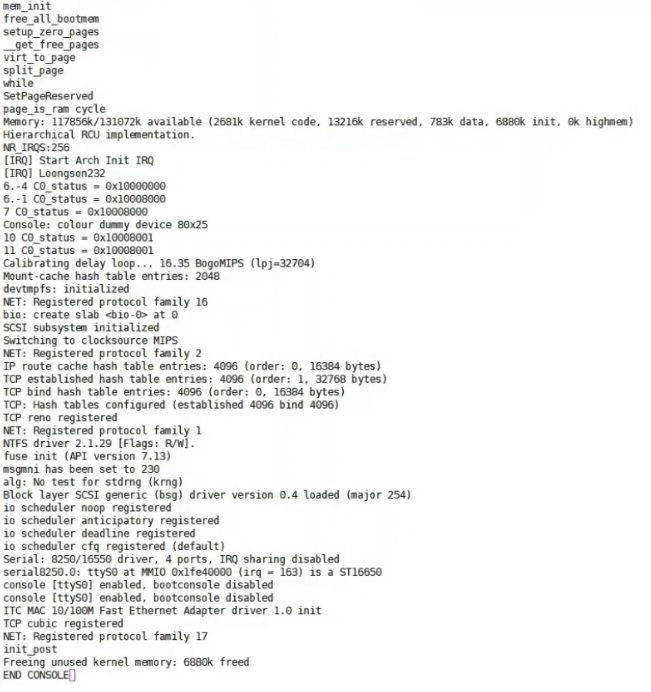 mem_init
free_all_bootmem
setup_zero_pages
__get_free_pages
virt_to_page
split_page
while
SetPageReserved
page_is_ram cycle
Memory: 117856k/131072k available (2681k kernel code, 13216k reserved, 783k data, 6880k init, 0k highmem)
Hierarchical RCU implementation.
NR_IRQS:256
[IRQ] Start Arch Init IRQ
[IRQ] Loongson232
6.-4 C0_status = 0x10000000
6.-1 C0_status = 0x10008000
7 C0_status = 0x10008000
Console: colour dummy device 80x25
10 C0_status = 0x10008001
11 C0_status = 0x10008001
Calibrating delay loop... 16.35 BogoMIPS (lpj=32704)
Mount-cache hash table entries: 2048
devtmpfs: initialized
NET: Registered protocol family 16
bio: create slab <bio-0> at 0
SCSI subsystem initialized
Switching to clocksource MIPS
NET: Registered protocol family 2
IP route cache hash table entries: 4096 (order: 0, 16384 bytes)
TCP established hash table entries: 4096 (order: 1, 32768 bytes)
TCP bind hash table entries: 4096 (order: 0, 16384 bytes)
TCP: Hash tables configured (established 4096 bind 4096)
TCP reno registered
NET: Registered protocol family 1
NTFS driver 2.1.29 [Flags: R/W].
fuse init (API version 7.13)
msgmni has been set to 230
alg: No test for stdrng (krng)
Block layer SCSI generic (bsg) driver version 0.4 loaded (major 254)
io scheduler noop registered
io scheduler anticipatory registered
io scheduler deadline registered
io scheduler cfq registered (default)
Serial: 8250/16550 driver, 4 ports, IRQ sharing disabled
serial8250.0: ttyS0 at MMIO 0x1fe40000 (irq = 163) is a ST16650
console [ttyS0] enabled, bootconsole disabled
console [ttyS0] enabled, bootconsole disabled
ITC MAC 10/100M Fast Ethernet Adapter driver 1.0 init
TCP cubic registered
NET: Registered protocol family 17
init_post
Freeing unused kernel memory: 6880k freed
END CONSOLE